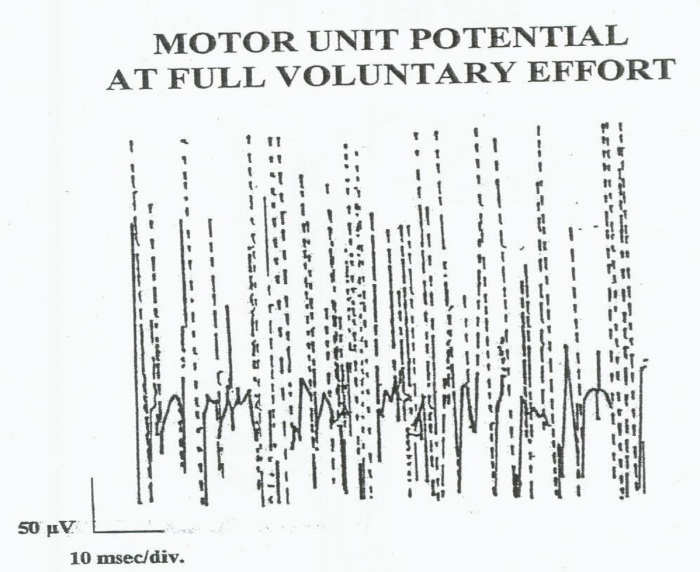 MOTOR UNIT POTENTIAL
AT FULL VOLUNTARY EFFORT
50 µV
10 msec/div.